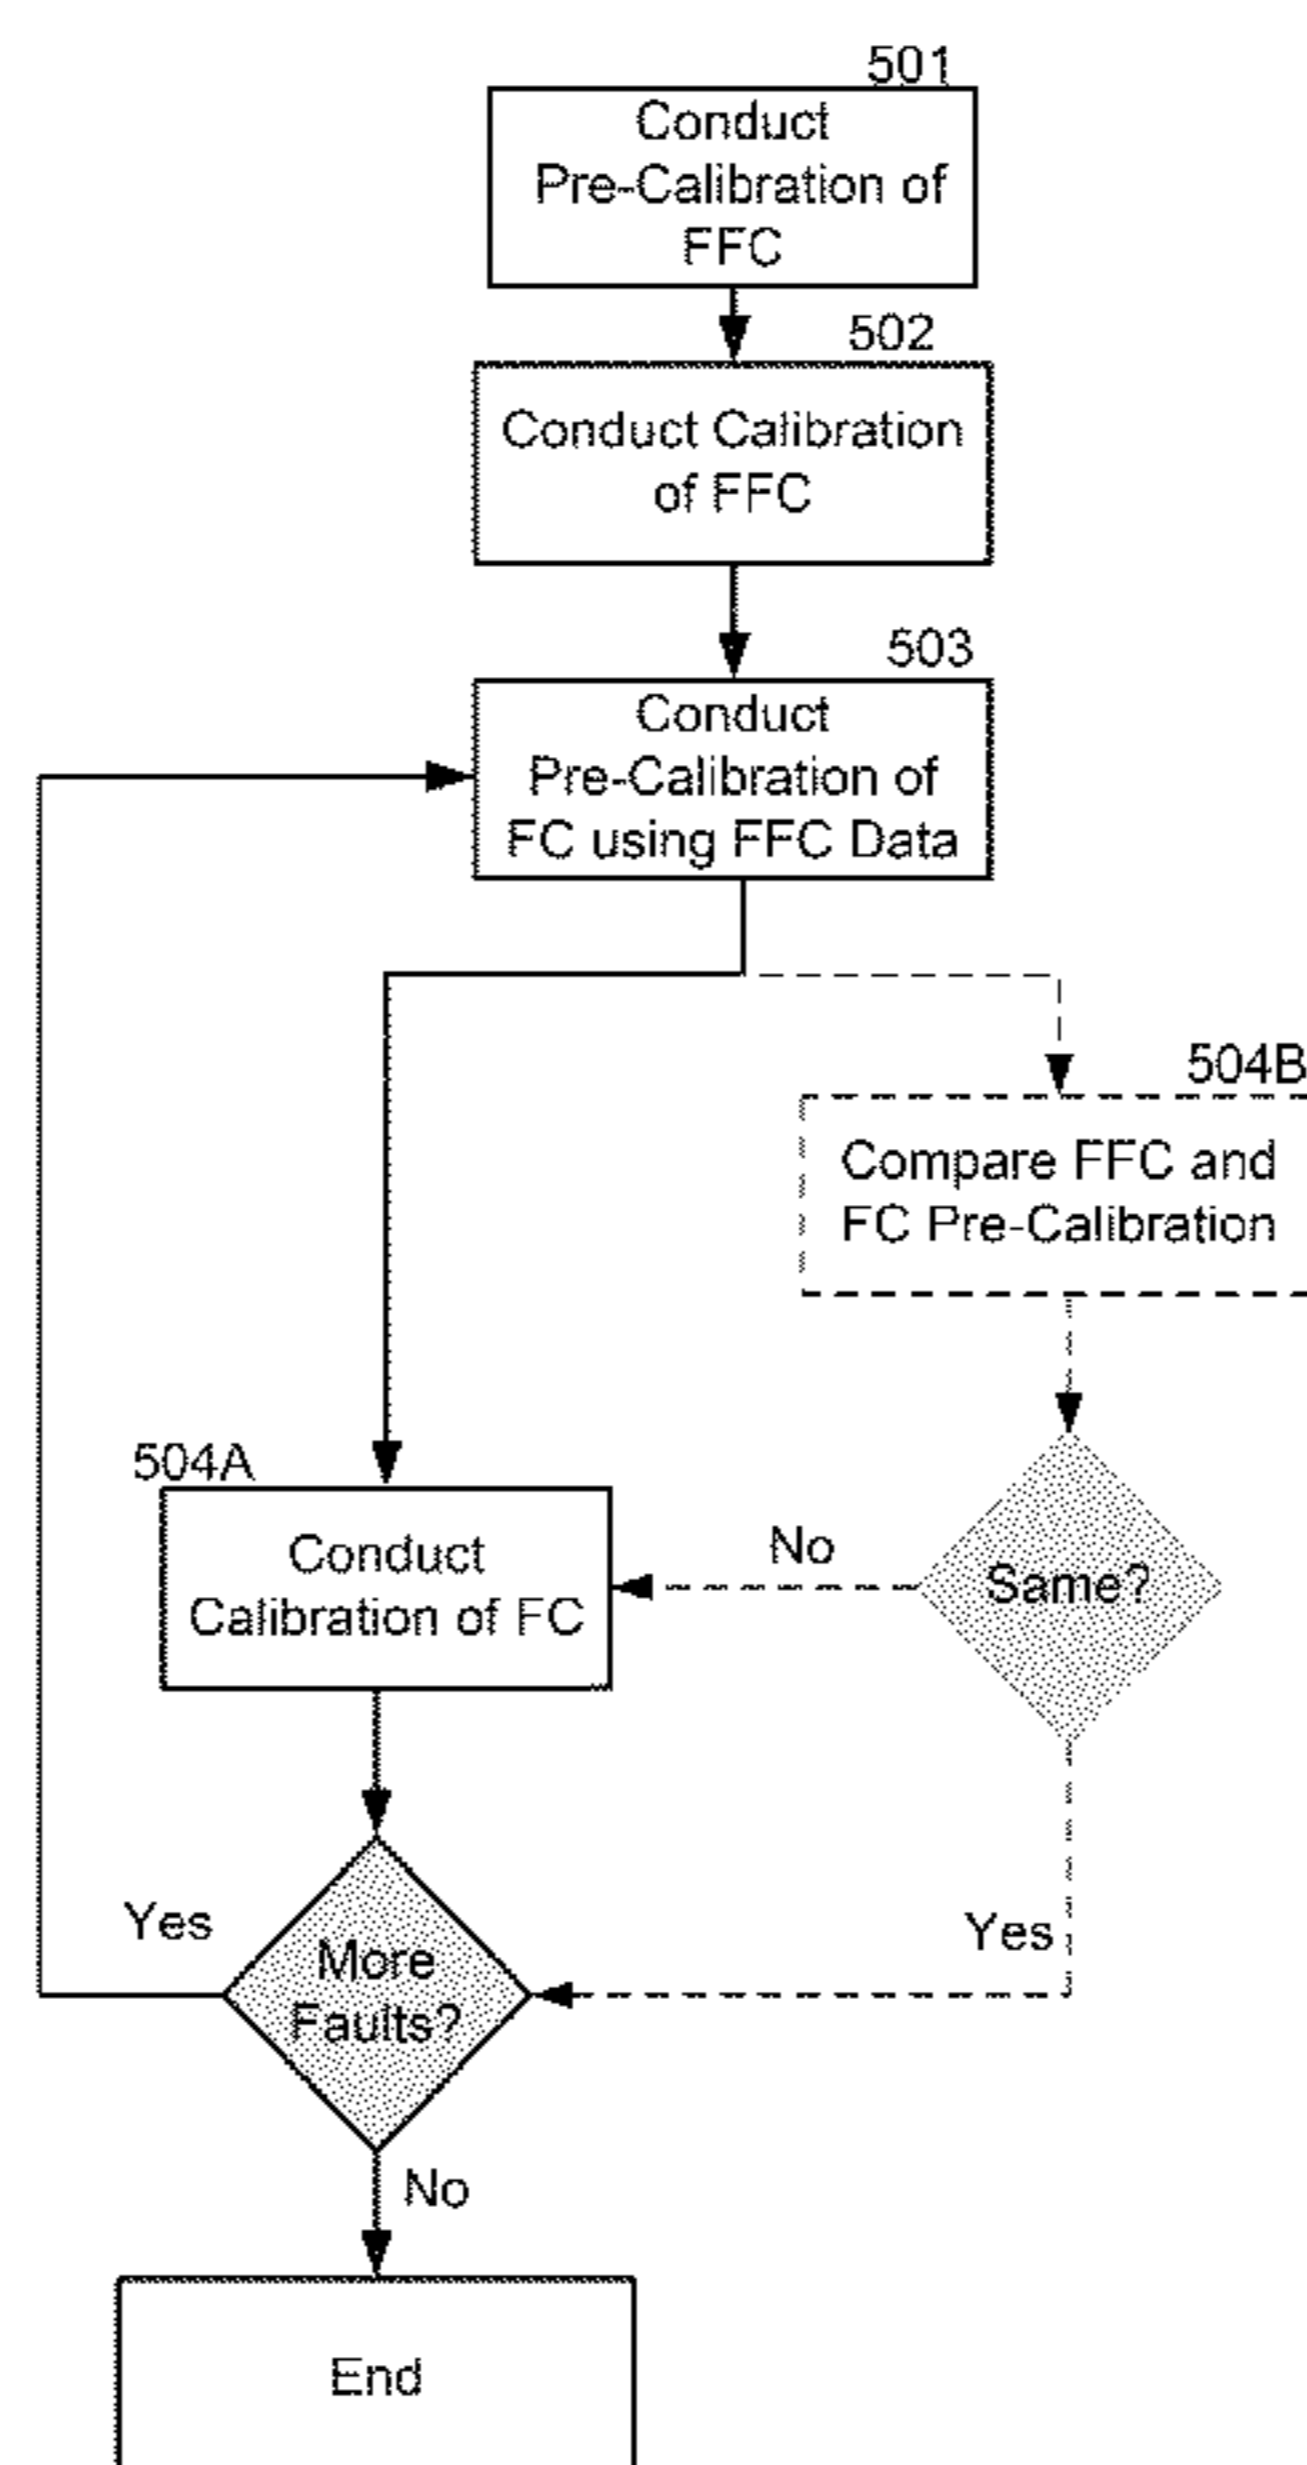 501
Conduct
Pre-Calibration of
FFC
502
Conduct Calibration
of FFC
503
Conduct
Pre-Calibration of
FC using FFC Data
504B
Compare FFC and
FC Pre-Calibration
504A
Conduct
Calibration of FC
No
Same?
Yes
More
Faults?
Yes
No
End